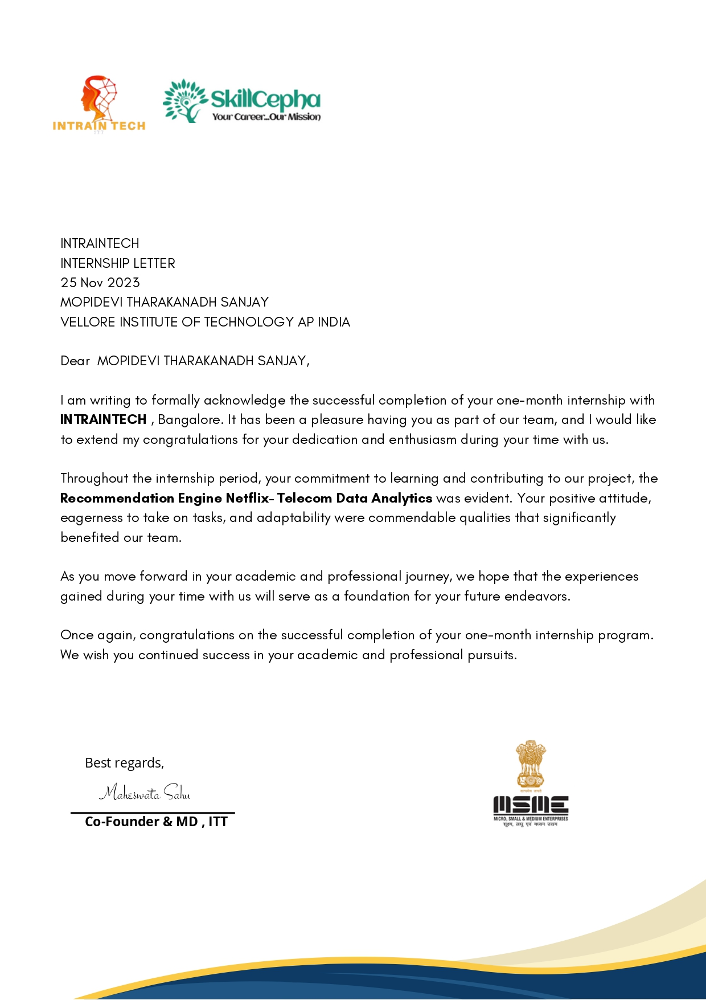 INTRAIN TECH
ITT
SkillCepha
Your Career...Our Mission
INTRAINTECH
INTERNSHIP LETTER
25 Nov 2023
MOPIDEVI THARAKANADH SANJAY
VELLORE INSTITUTE OF TECHNOLOGY AP INDIA
Dear MOPIDEVI THARAKANADH SANJAY,
I am writing to formally acknowledge the successful completion of your one-month internship with
INTRAINTECH , Bangalore. It has been a pleasure having you as part of our team, and I would like
to extend my congratulations for your dedication and enthusiasm during your time with us.
Throughout the internship period, your commitment to learning and contributing to our project, the
Recommendation Engine Netflix- Telecom Data Analytics was evident. Your positive attitude,
eagerness to take on tasks, and adaptability were commendable qualities that significantly
benefited our team.
As you move forward in your academic and professional journey, we hope that the experiences
gained during your time with us will serve as a foundation for your future endeavors.
Once again, congratulations on the successful completion of your one-month internship program.
We wish you continued success in your academic and professional pursuits.
Best regards,
Maheswata Sahu
Co-Founder & MD , ITT
सत्यमेव जयते
MSME
MICRO, SMALL & MEDIUM ENTERPRISES
सूक्ष्म, लघु एवं मध्यम उद्यम